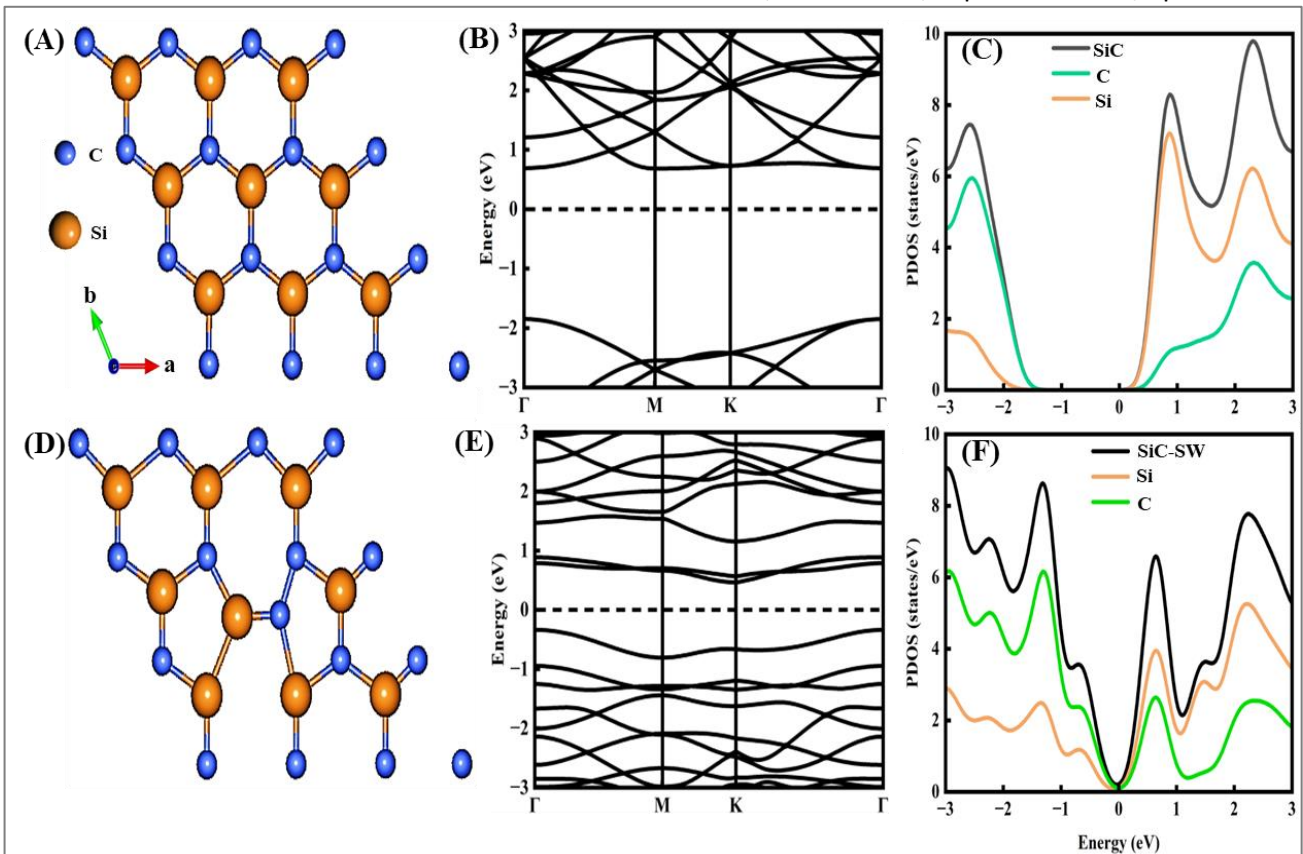 (A)
C
Si
b
a
(B)
3
2
1
0
−1
−2
−3
Energy (eV)
Γ M K Γ
(C)
SiC
C
Si
10
8
6
4
2
0
PDOS (states/eV)
−3 −2 −1 0 1 2 3
(D)
(E)
3
2
1
0
−1
−2
−3
Energy (eV)
Γ M K Γ
(F)
SiC-SW
Si
C
10
8
6
4
2
0
PDOS (states/eV)
−3 −2 −1 0 1 2 3
Energy (eV)